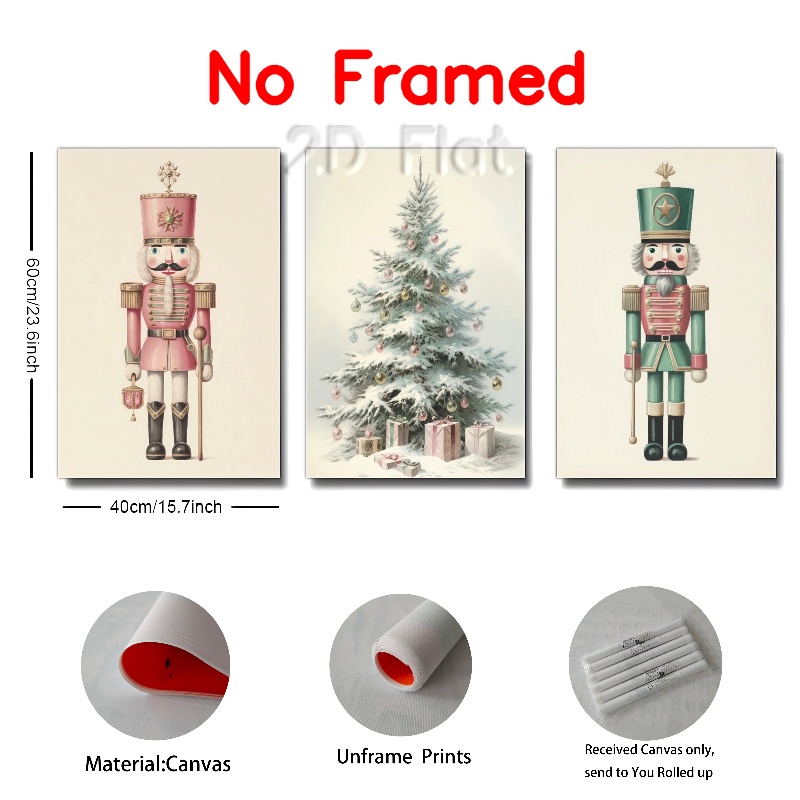 No Framed
2D Flat
60cm/23.6inch
40cm/15.7inch
Material:Canvas
Unframe Prints
Received Canvas only,
send to You Rolled up